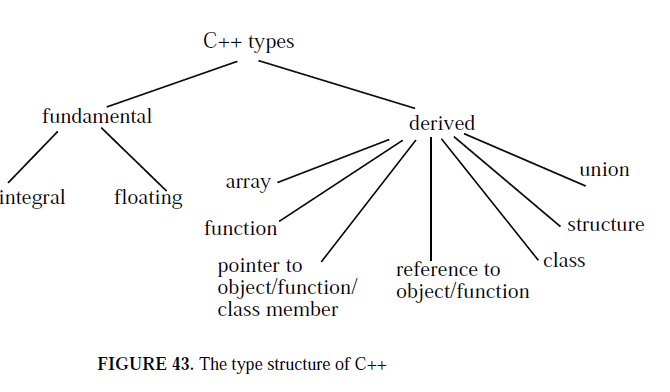 C++ types
fundamental
derived
integral
floating
array
function
pointer to
object/function/
class member
reference to
object/function
class
structure
union
FIGURE 43. The type structure of C++